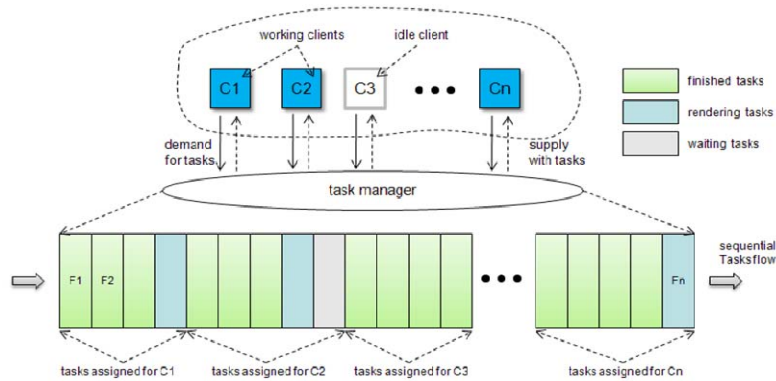 working clients
idle client
C1
C2
C3
Cn
finished tasks
rendering tasks
waiting tasks
demand
for tasks
supply
with tasks
task manager
F1
F2
Fn
sequential
Tasksflow
tasks assigned for C1
tasks assigned for C2
tasks assigned for C3
tasks assigned for Cn